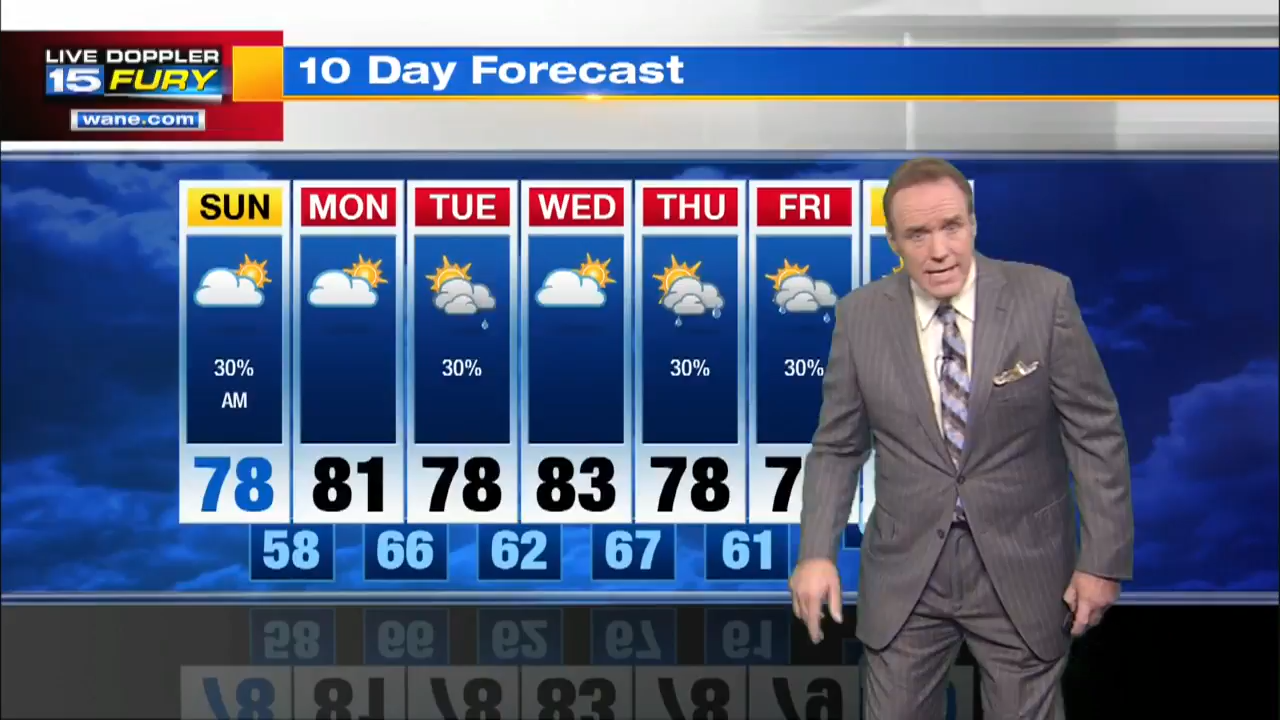 LIVE DOPPLER
15 FURY
wane.com
10 Day Forecast
SUN MON TUE WED THU FRI
30% 30% 30% 30%
AM
78 81 78 83 78
58 66 62 67 61